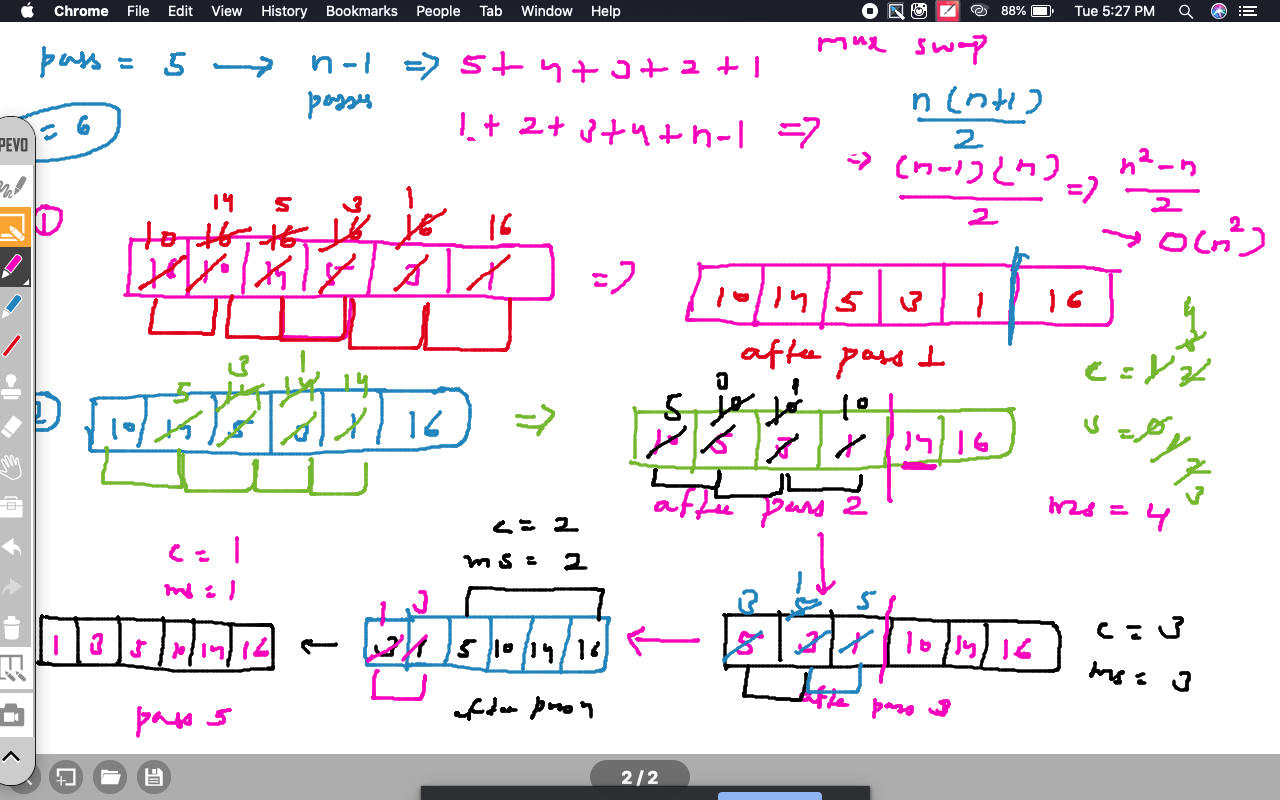 Chrome File Edit View History Bookmarks People Tab Window Help 88% Tue 5:27 PM
max swap
pass = 5 → n-1 => 5+4+3+2+1
passes
n(n+1)
2
= 6
1+2+3+4+n-1 =>
=> (n-1)(n) => n²-n
2 2
→ O(n²)
EPEVO
1
14 5 3 1
10 16 16 16 16 16
16 10 14 5 3 1 =>
10 14 5 3 1 16
after pass 1
3 1
5 14 14 14
2
10 14 5 3 1 16 =>
3 1
5 10 10 10
10 5 3 1 14 16
after pass 2
4
3
c = 1 2
s = 0 1
2
3
ms = 4
c = 2
ms = 2
c = 1
ms = 1
1
3 5 5
5 3 1 10 14 16
after pass 3
c = 3
ms = 3
←
1 3
3 1 5 10 14 16
after pass 4
←
1 3 5 10 14 16
pass 5
2 / 2